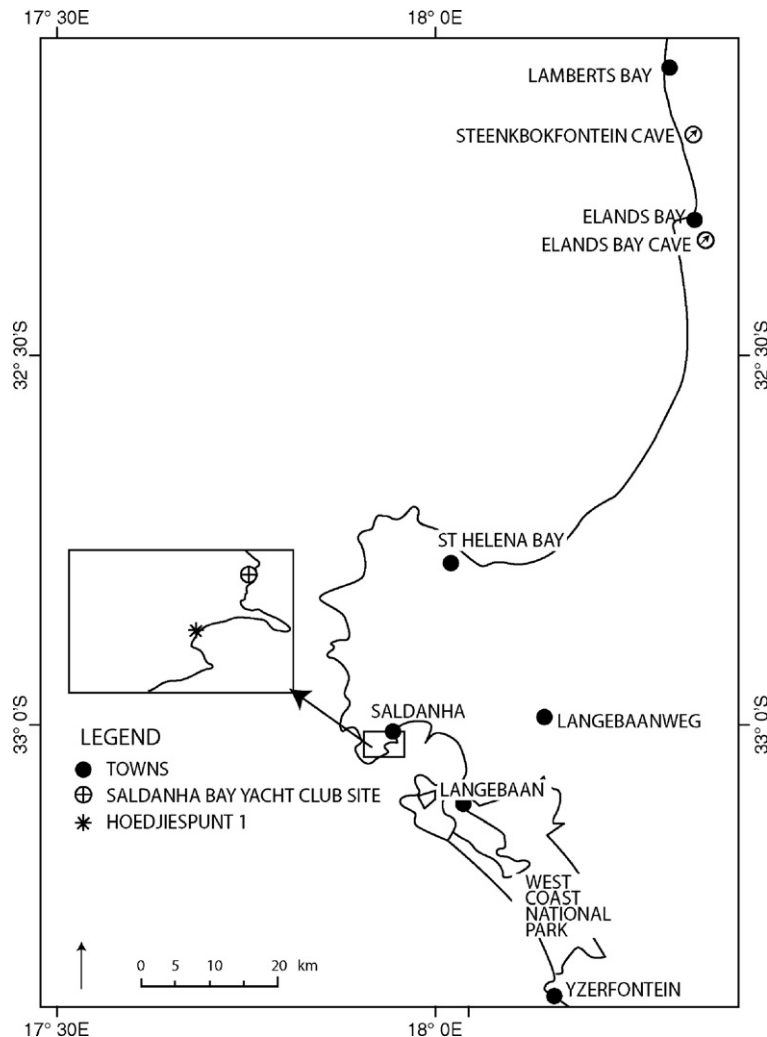 17° 30E
18° 0E
LAMBERTS BAY
STEENKBOKFONTEIN CAVE
ELANDS BAY
ELANDS BAY CAVE
32° 30'S
32° 30'S
ST HELENA BAY
SALDANHA
33° 0'S
33° 0'S
LANGEBAANWEG
LEGEND
TOWNS
SALDANHA BAY YACHT CLUB SITE
HOEDJIESPUNT 1
LANGEBAAN
WEST
COAST
NATIONAL
PARK
0 5 10 20 km
YZERFONTEIN
17° 30E
18° 0E